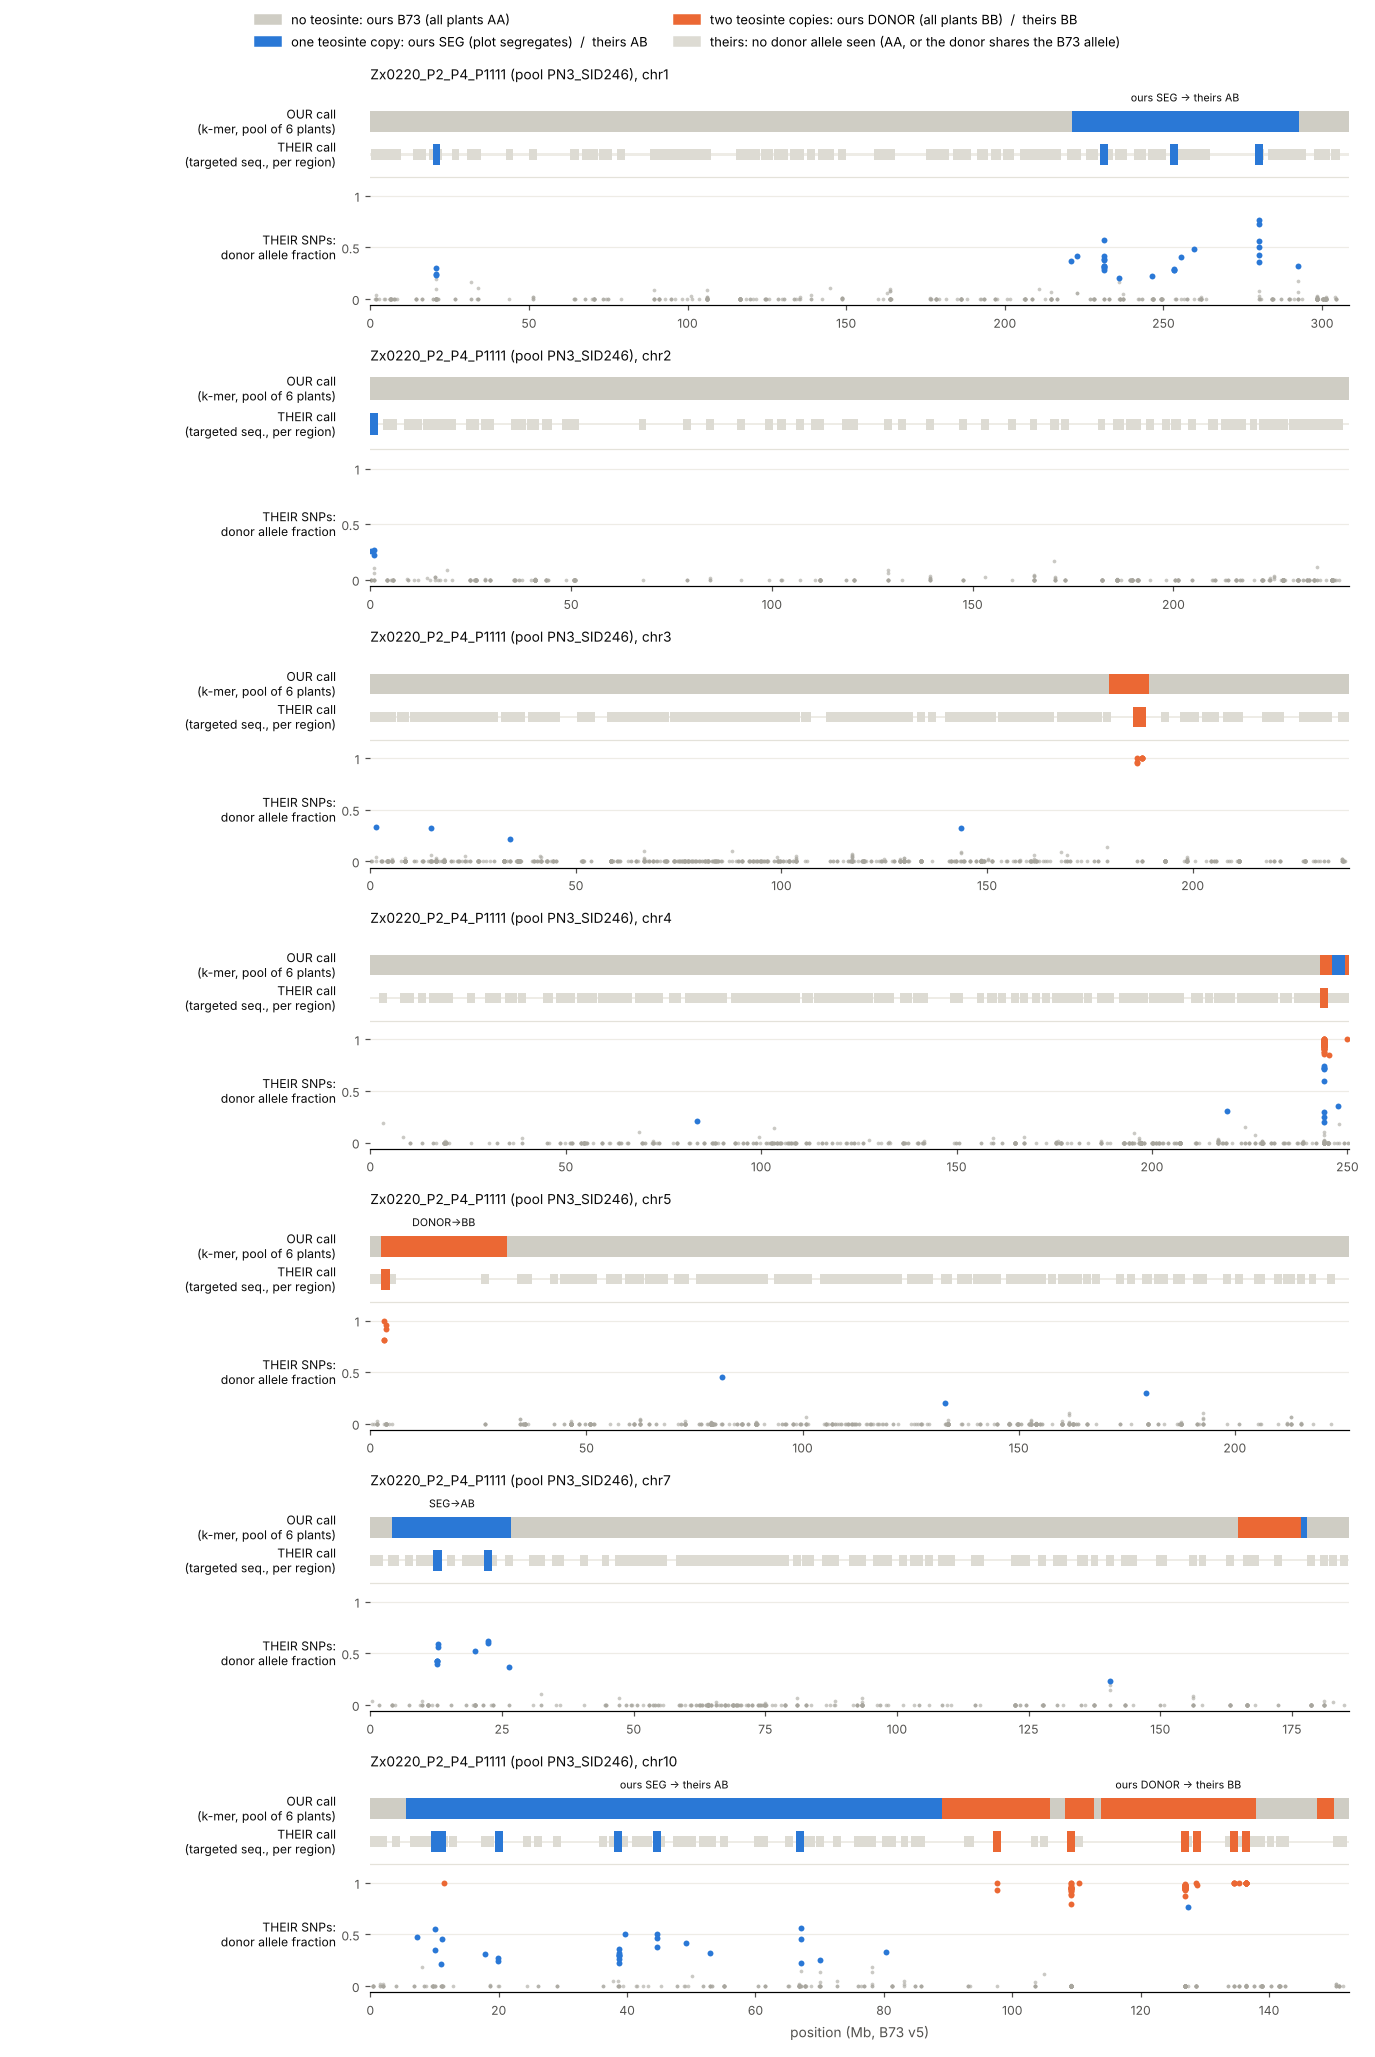 no teosinte: ours B73 (all plants AA)
two teosinte copies: ours DONOR (all plants BB)  /  theirs BB
one teosinte copy: ours SEG (plot segregates)  /  theirs AB
theirs: no donor allele seen (AA, or the donor shares the B73 allele)
Zx0220_P2_P4_P1111 (pool PN3_SID246), chr1
ours SEG → theirs AB
OUR call
(k-mer, pool of 6 plants)
THEIR call
(targeted seq., per region)
1
THEIR SNPs:
donor allele fraction
0.5
0
0 50 100 150 200 250 300
Zx0220_P2_P4_P1111 (pool PN3_SID246), chr2
OUR call
(k-mer, pool of 6 plants)
THEIR call
(targeted seq., per region)
1
THEIR SNPs:
donor allele fraction
0.5
0
0 50 100 150 200
Zx0220_P2_P4_P1111 (pool PN3_SID246), chr3
OUR call
(k-mer, pool of 6 plants)
THEIR call
(targeted seq., per region)
1
THEIR SNPs:
donor allele fraction
0.5
0
0 50 100 150 200
Zx0220_P2_P4_P1111 (pool PN3_SID246), chr4
OUR call
(k-mer, pool of 6 plants)
THEIR call
(targeted seq., per region)
1
THEIR SNPs:
donor allele fraction
0.5
0
0 50 100 150 200 250
Zx0220_P2_P4_P1111 (pool PN3_SID246), chr5
DONOR→BB
OUR call
(k-mer, pool of 6 plants)
THEIR call
(targeted seq., per region)
1
THEIR SNPs:
donor allele fraction
0.5
0
0 50 100 150 200
Zx0220_P2_P4_P1111 (pool PN3_SID246), chr7
SEG→AB
OUR call
(k-mer, pool of 6 plants)
THEIR call
(targeted seq., per region)
1
THEIR SNPs:
donor allele fraction
0.5
0
0 25 50 75 100 125 150 175
Zx0220_P2_P4_P1111 (pool PN3_SID246), chr10
ours SEG → theirs AB
ours DONOR → theirs BB
OUR call
(k-mer, pool of 6 plants)
THEIR call
(targeted seq., per region)
1
THEIR SNPs:
donor allele fraction
0.5
0
0 20 40 60 80 100 120 140
position (Mb, B73 v5)